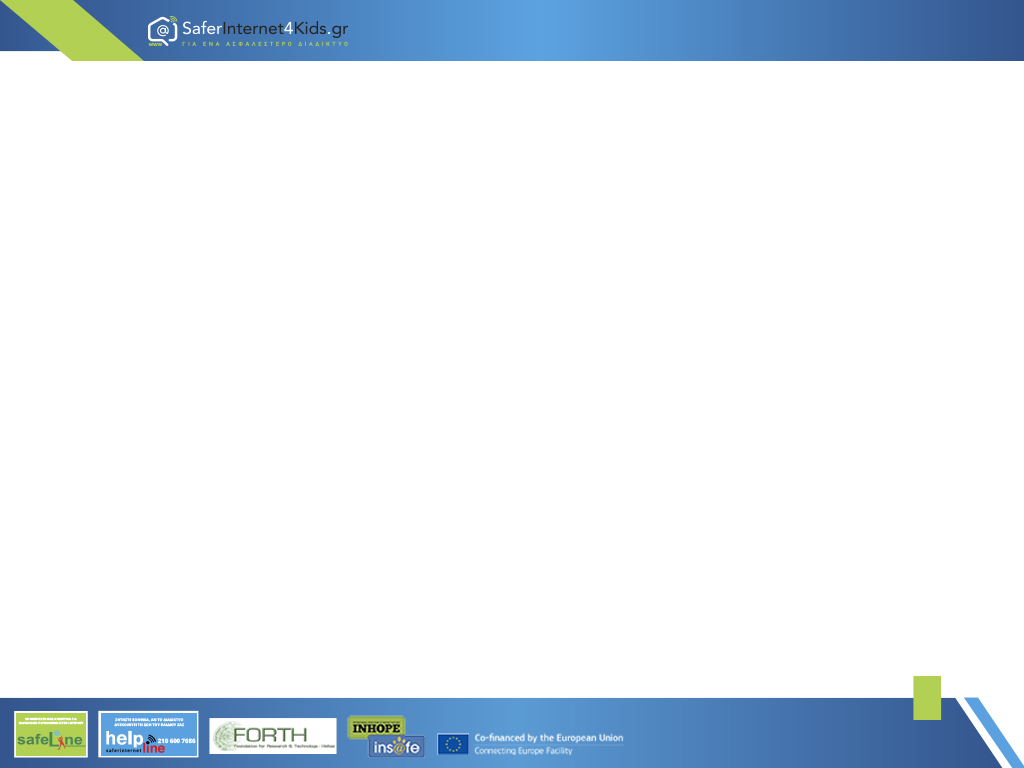 SaferInternet4Kids.gr
ΓΙΑ ΕΝΑ ΑΣΦΑΛΕΣΤΕΡΟ ΔΙΑΔΙΚΤΥΟ
www
safeLine
help
210 600 7686
saferinternet
line
FORTH
Foundation for Research & Technology - Hellas
INHOPE
ins@fe
Co-financed by the European Union
Connecting Europe Facility